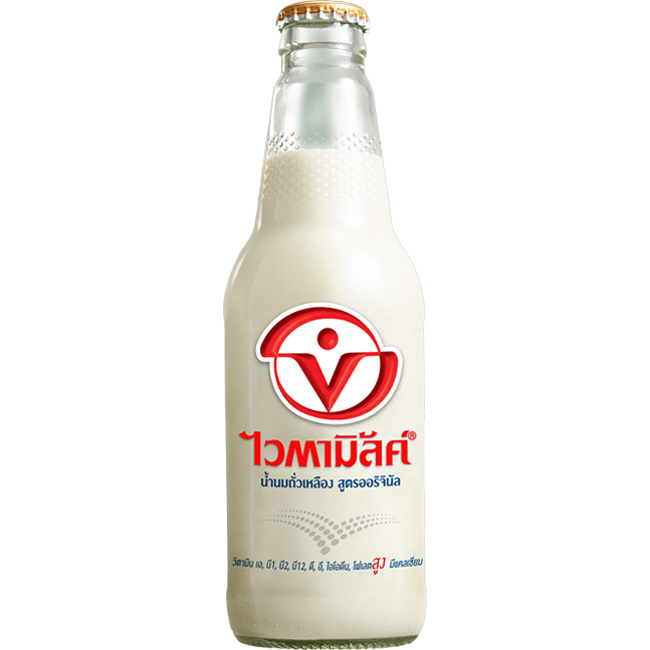 V
ไวตามิ้ลค์®
น้ำนมถั่วเหลือง สูตรออริจินัล
วิตามิน เอ, บี1, บี2, บี12, ดี, อี, ไอโอดีน, โฟเลตสูง มีแคลเซียม